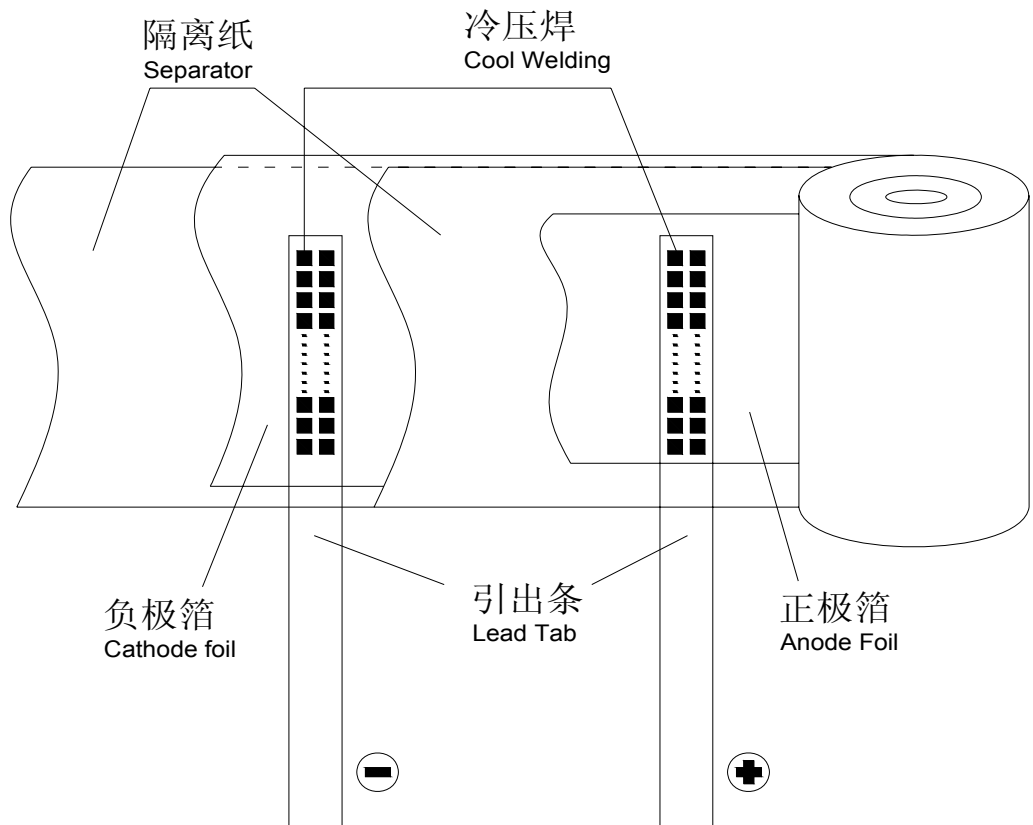 隔离纸
Separator
冷压焊
Cool Welding
负极箔
Cathode foil
引出条
Lead Tab
正极箔
Anode Foil